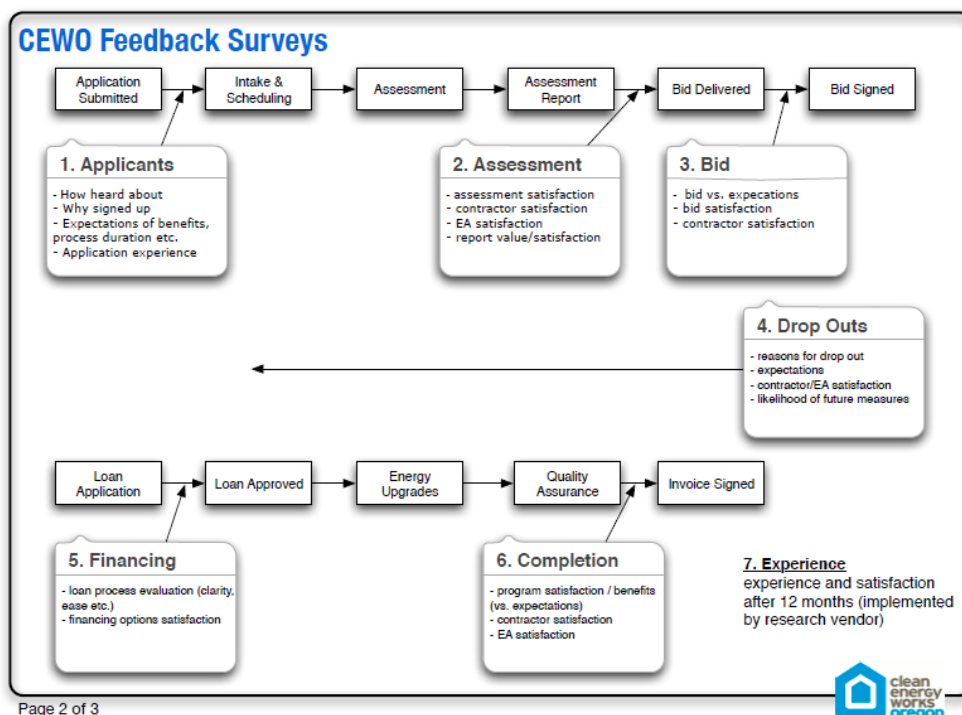 CEWO Feedback Surveys
Application
Submitted
Intake &
Scheduling
Assessment
Assessment
Report
Bid Delivered
Bid Signed
1. Applicants
- How heard about
- Why signed up
- Expectations of benefits,
process duration etc.
- Application experience
2. Assessment
- assessment satisfaction
- contractor satisfaction
- EA satisfaction
- report value/satisfaction
3. Bid
- bid vs. expecations
- bid satisfaction
- contractor satisfaction
4. Drop Outs
- reasons for drop out
- expectations
- contractor/EA satisfaction
- likelihood of future measures
Loan
Application
Loan Approved
Energy
Upgrades
Quality
Assurance
Invoice Signed
5. Financing
- loan process evaluation (clarity,
ease etc.)
- financing options satisfaction
6. Completion
- program satisfaction / benefits
(vs. expectations)
- contractor satisfaction
- EA satisfaction
7. Experience
experience and satisfaction
after 12 months (implemented
by research vendor)
clean
energy
works
oregon
Page 2 of 3